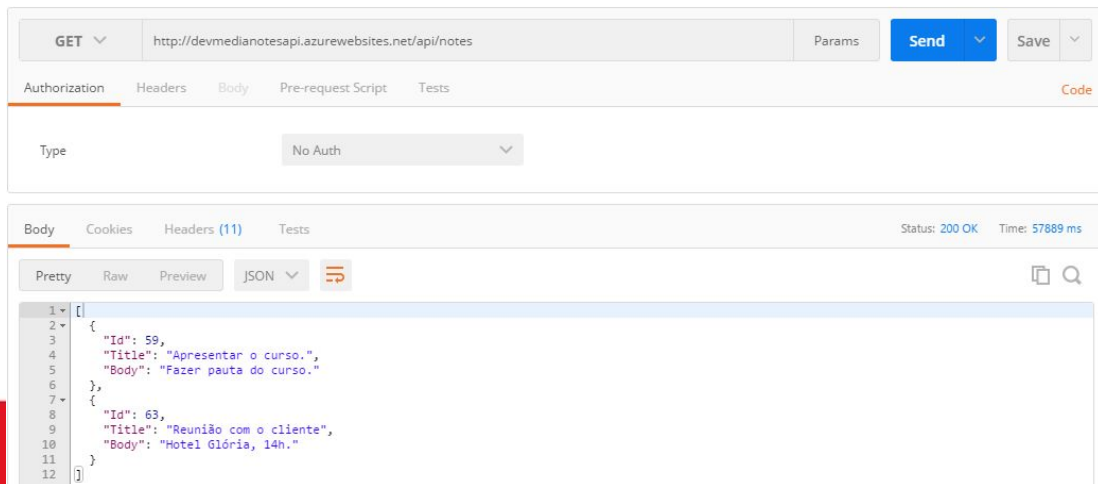 GET http://devmedianotesapi.azurewebsites.net/api/notes Params Send Save
Authorization Headers Body Pre-request Script Tests Code
Type No Auth
Body Cookies Headers (11) Tests Status: 200 OK Time: 57889 ms
Pretty Raw Preview JSON
1 [
2 {
3 "Id": 59,
4 "Title": "Apresentar o curso.",
5 "Body": "Fazer pauta do curso."
6 },
7 {
8 "Id": 63,
9 "Title": "Reunião com o cliente",
10 "Body": "Hotel Glória, 14h."
11 }
12 ]